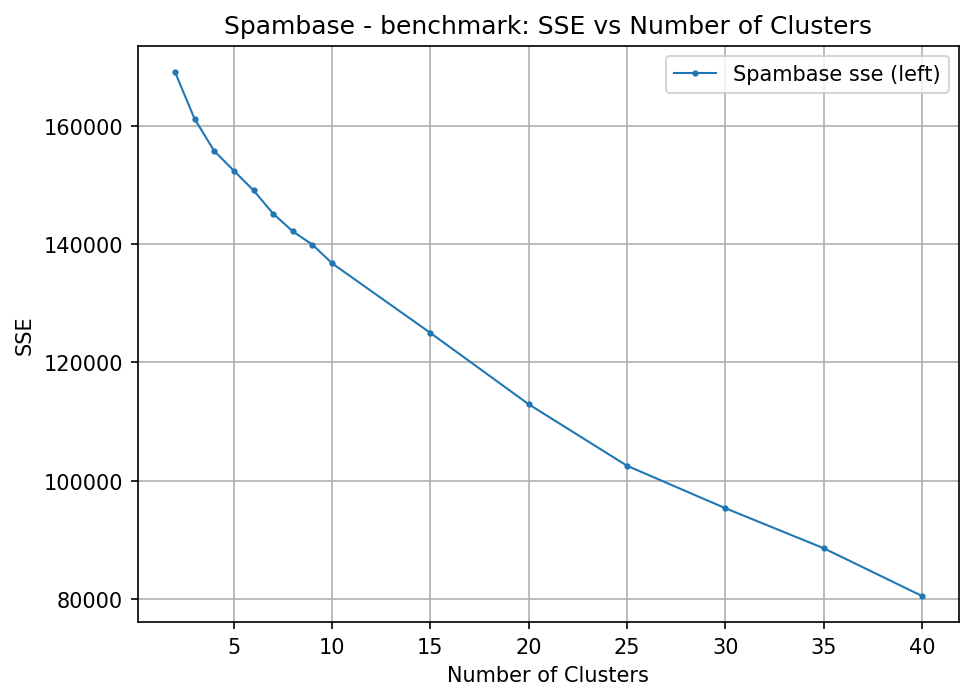 Spambase - benchmark: SSE vs Number of Clusters
Spambase sse (left)
160000
140000
120000
100000
80000
SSE
5 10 15 20 25 30 35 40
Number of Clusters